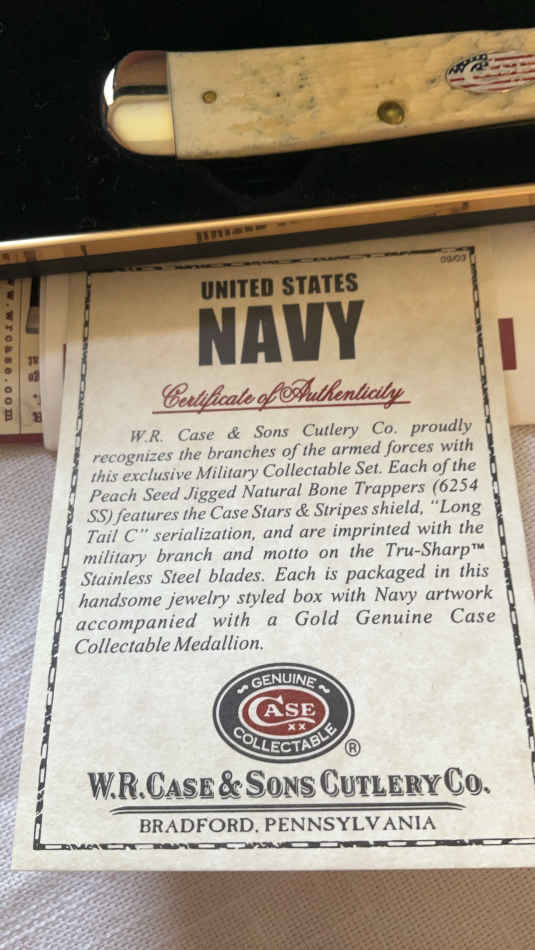 CASE
09/03
www.wrcase.com
UNITED STATES
NAVY
Certificate of Authenticity
W.R. Case & Sons Cutlery Co. proudly
recognizes the branches of the armed forces with
this exclusive Military Collectable Set. Each of the
Peach Seed Jigged Natural Bone Trappers (6254
SS) features the Case Stars & Stripes shield, "Long
Tail C" serialization, and are imprinted with the
military branch and motto on the Tru-Sharp™
Stainless Steel blades. Each is packaged in this
handsome jewelry styled box with Navy artwork
accompanied with a Gold Genuine Case
Collectable Medallion.
GENUINE
CASE
XX
COLLECTABLE
®
W.R. CASE & SONS CUTLERY CO.
BRADFORD, PENNSYLVANIA